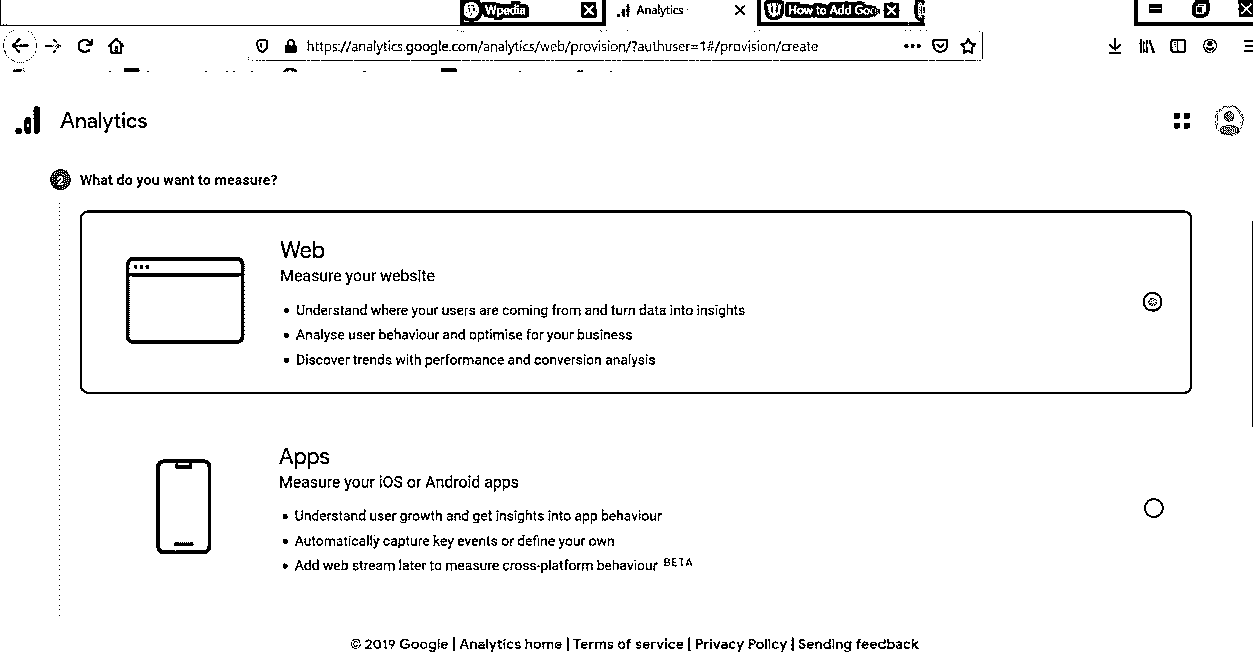 Wpedia
Analytics
How to Add Goo
https://analytics.google.com/analytics/web/provision/?authuser=1#/provision/create
Analytics
2 What do you want to measure?
Web
Measure your website
• Understand where your users are coming from and turn data into insights
• Analyse user behaviour and optimise for your business
• Discover trends with performance and conversion analysis
Apps
Measure your iOS or Android apps
• Understand user growth and get insights into app behaviour
• Automatically capture key events or define your own
• Add web stream later to measure cross-platform behaviour BETA
© 2019 Google | Analytics home | Terms of service | Privacy Policy | Sending feedback